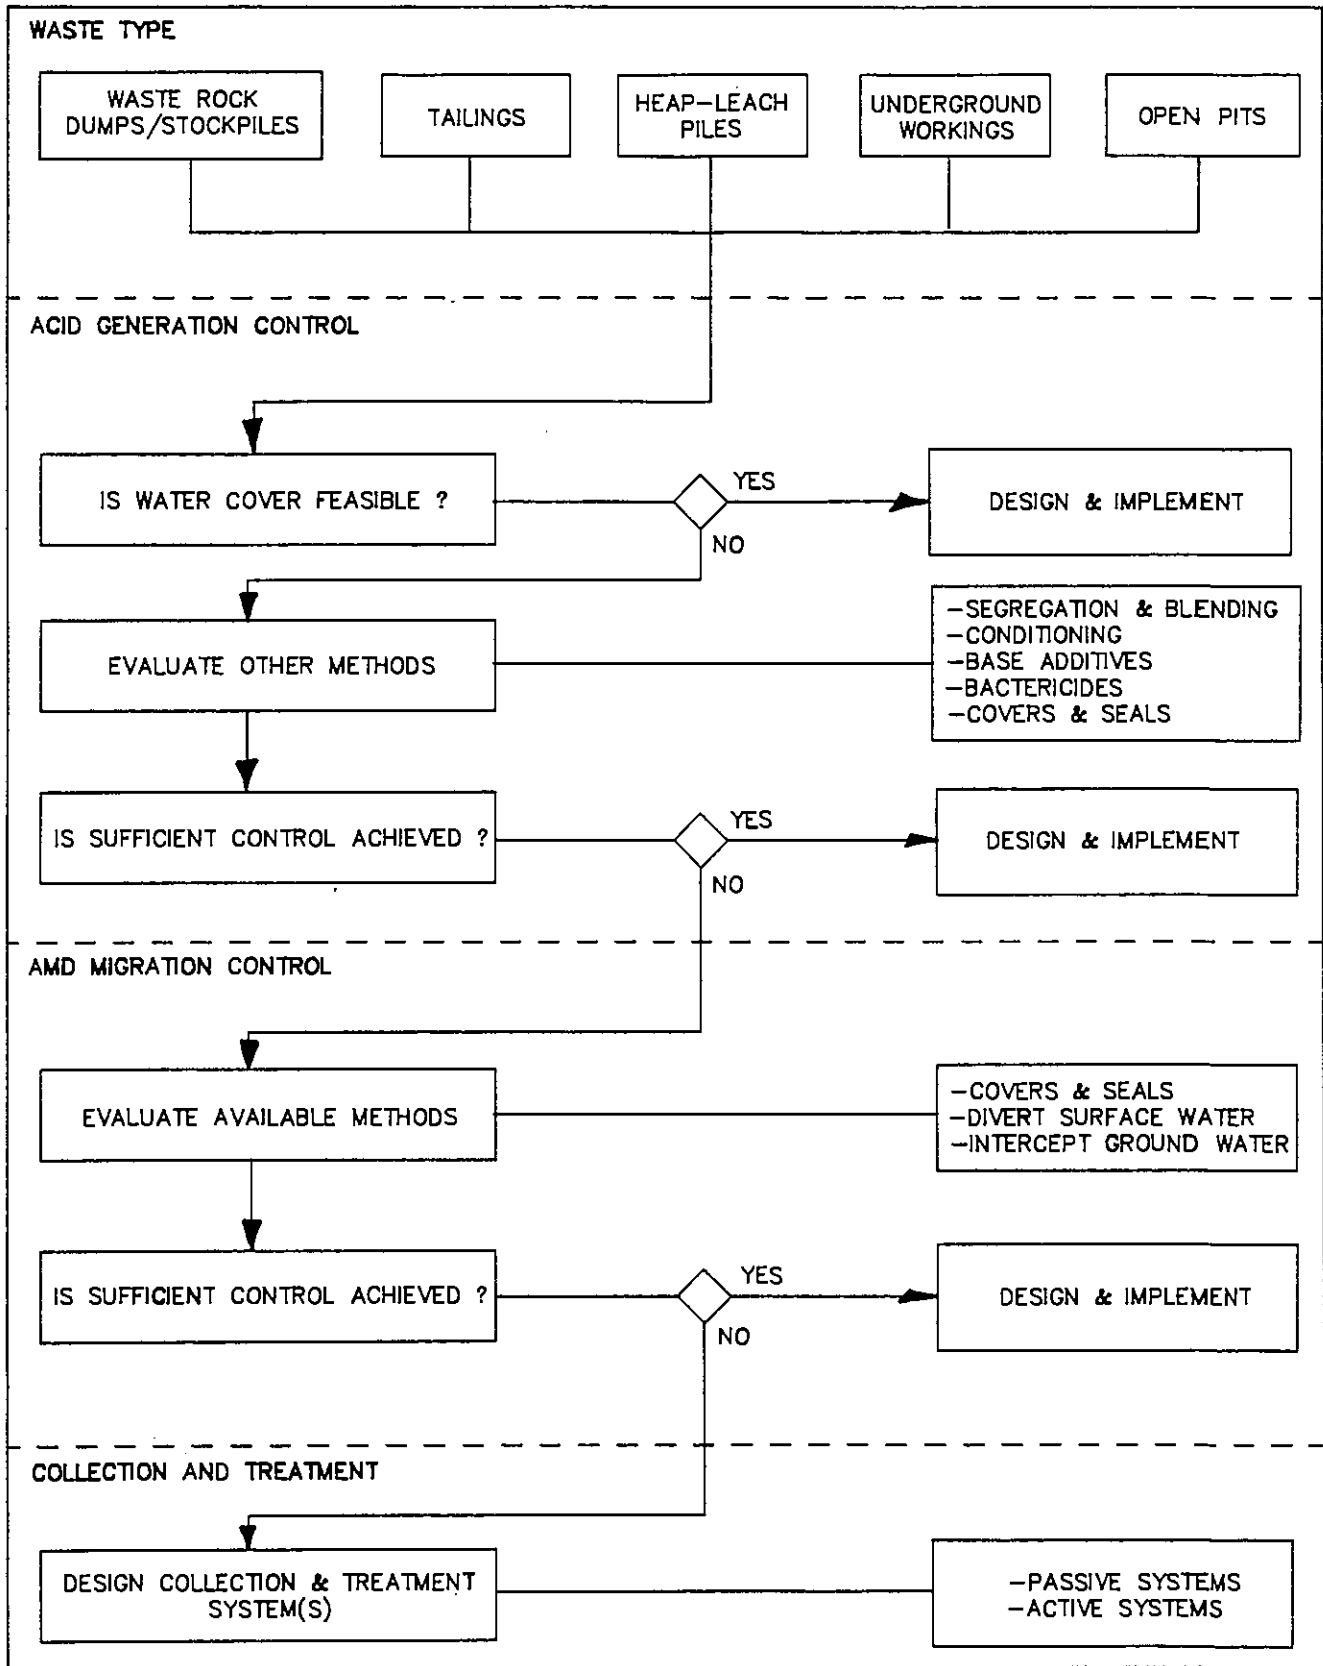 WASTE TYPE
WASTE ROCK
DUMPS/STOCKPILES
TAILINGS
HEAP-LEACH
PILES
UNDERGROUND
WORKINGS
OPEN PITS
ACID GENERATION CONTROL
IS WATER COVER FEASIBLE ?
YES
NO
DESIGN & IMPLEMENT
EVALUATE OTHER METHODS
-SEGREGATION & BLENDING
-CONDITIONING
-BASE ADDITIVES
-BACTERICIDES
-COVERS & SEALS
IS SUFFICIENT CONTROL ACHIEVED ?
YES
NO
DESIGN & IMPLEMENT
AMD MIGRATION CONTROL
EVALUATE AVAILABLE METHODS
-COVERS & SEALS
-DIVERT SURFACE WATER
-INTERCEPT GROUND WATER
IS SUFFICIENT CONTROL ACHIEVED ?
YES
NO
DESIGN & IMPLEMENT
COLLECTION AND TREATMENT
DESIGN COLLECTION & TREATMENT
SYSTEM(S)
-PASSIVE SYSTEMS
-ACTIVE SYSTEMS